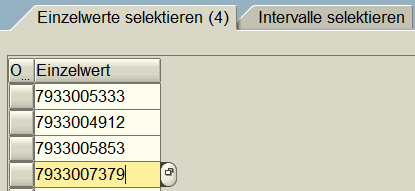 Einzelwerte selektieren (4) Intervalle selektieren
O... Einzelwert
7933005333
7933004912
7933005853
7933007379